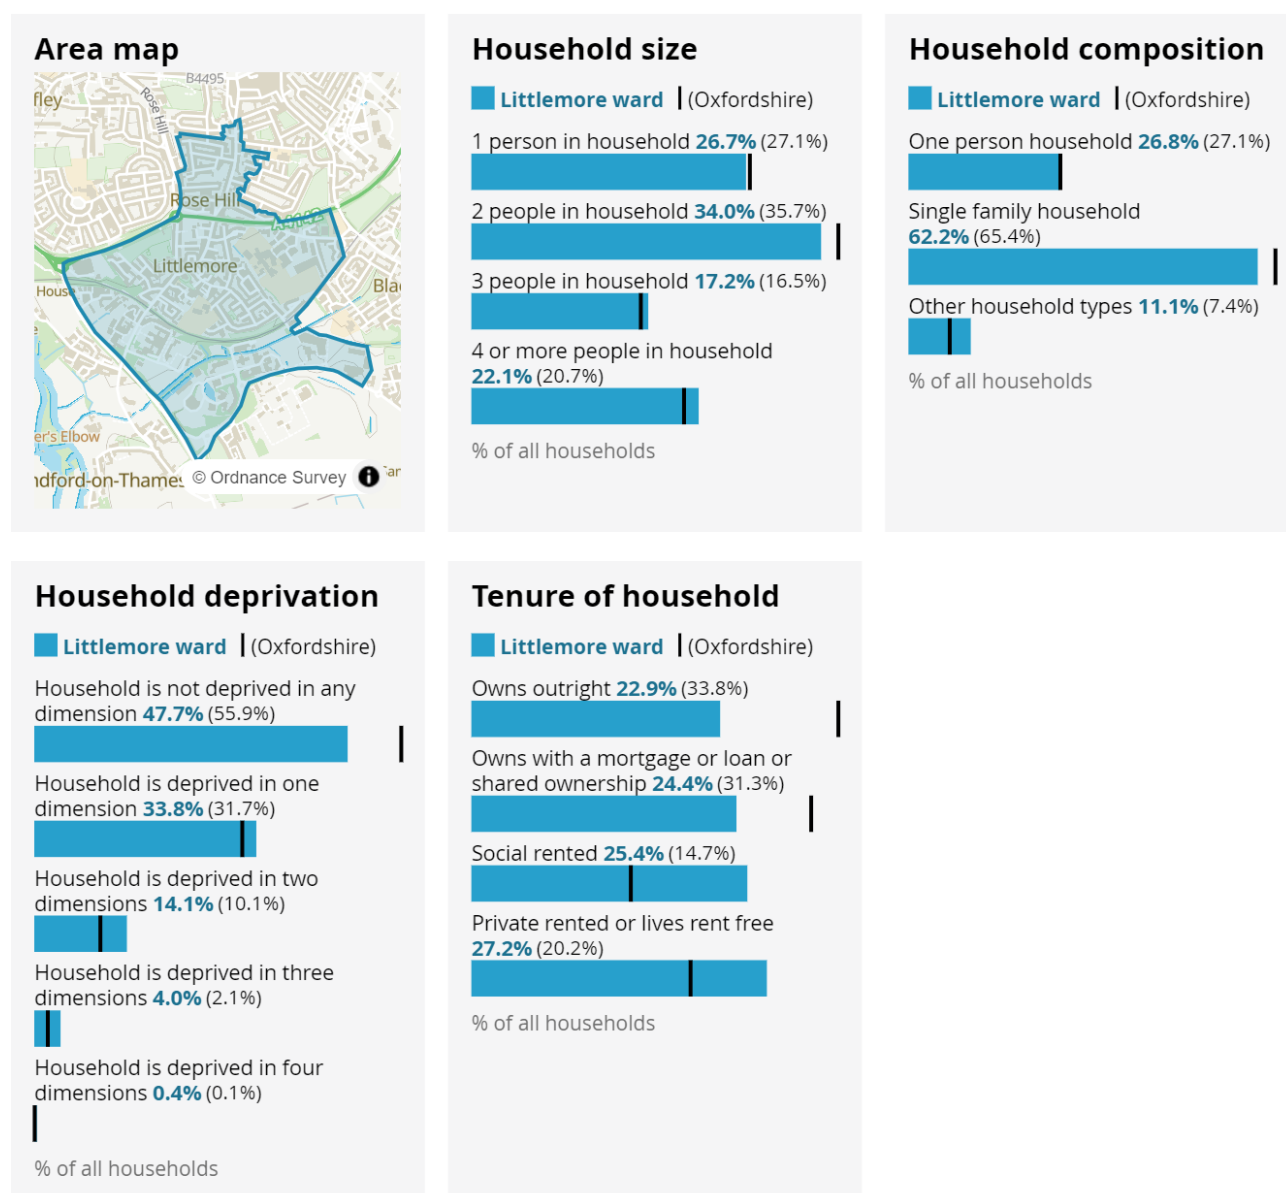 Area map
B4495
Rose Hill
fley
Rose Hill
A4142
Littlemore
House
Bla
er's Elbow
ndford-on-Thames
© Ordnance Survey
Household size
Littlemore ward (Oxfordshire)
1 person in household 26.7% (27.1%)
2 people in household 34.0% (35.7%)
3 people in household 17.2% (16.5%)
4 or more people in household
22.1% (20.7%)
% of all households
Household composition
Littlemore ward (Oxfordshire)
One person household 26.8% (27.1%)
Single family household
62.2% (65.4%)
Other household types 11.1% (7.4%)
% of all households
Household deprivation
Littlemore ward (Oxfordshire)
Household is not deprived in any
dimension 47.7% (55.9%)
Household is deprived in one
dimension 33.8% (31.7%)
Household is deprived in two
dimensions 14.1% (10.1%)
Household is deprived in three
dimensions 4.0% (2.1%)
Household is deprived in four
dimensions 0.4% (0.1%)
% of all households
Tenure of household
Littlemore ward (Oxfordshire)
Owns outright 22.9% (33.8%)
Owns with a mortgage or loan or
shared ownership 24.4% (31.3%)
Social rented 25.4% (14.7%)
Private rented or lives rent free
27.2% (20.2%)
% of all households